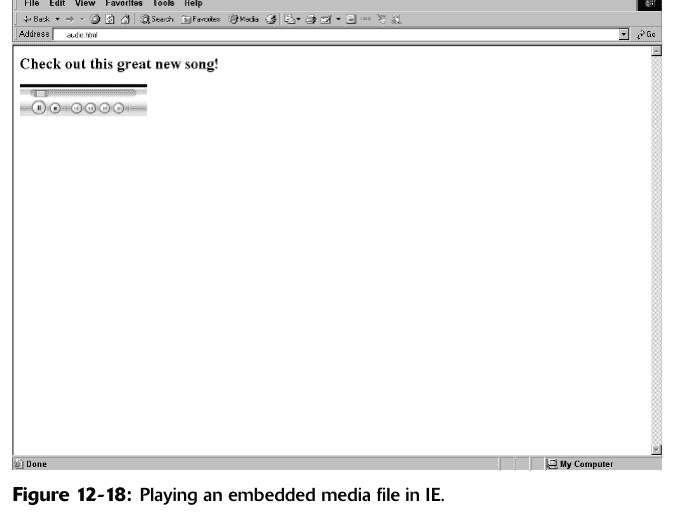 File Edit View Favorites Tools Help
Back Search Favorites Media
Address audio.html Go
Check out this great new song!
Done My Computer
Figure 12-18: Playing an embedded media file in IE.